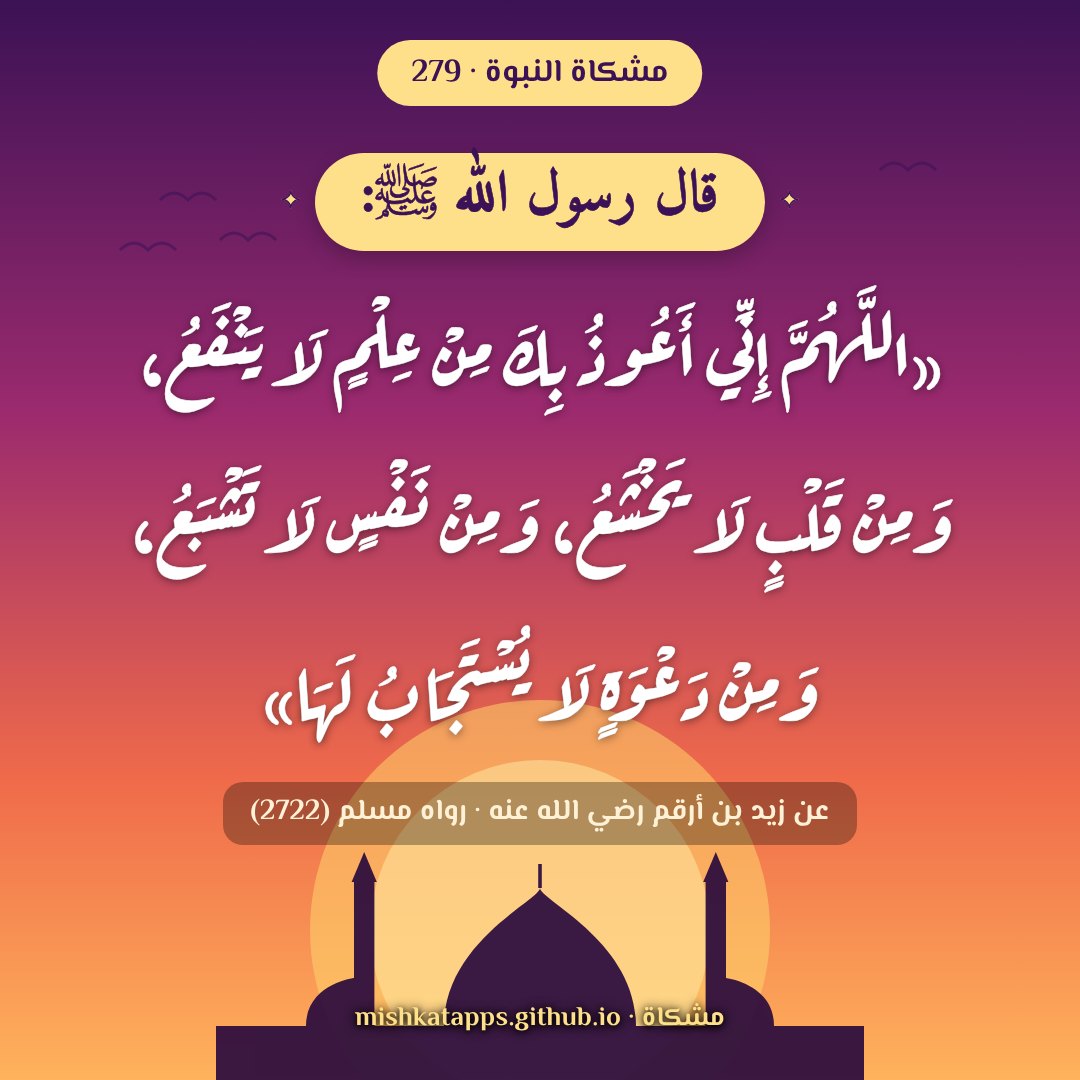 مشكاة النبوة · 279
قال رسول الله ﷺ:
«اللَّهُمَّ إِنِّي أَعُوذُ بِكَ مِنْ عِلْمٍ لَا يَنْفَعُ،
وَمِنْ قَلْبٍ لَا يَخْشَعُ، وَمِنْ نَفْسٍ لَا تَشْبَعُ،
وَمِنْ دَعْوَةٍ لَا يُسْتَجَابُ لَهَا»
عن زيد بن أرقم رضي الله عنه · رواه مسلم (2722)
مشكاة · mishkatapps.github.io